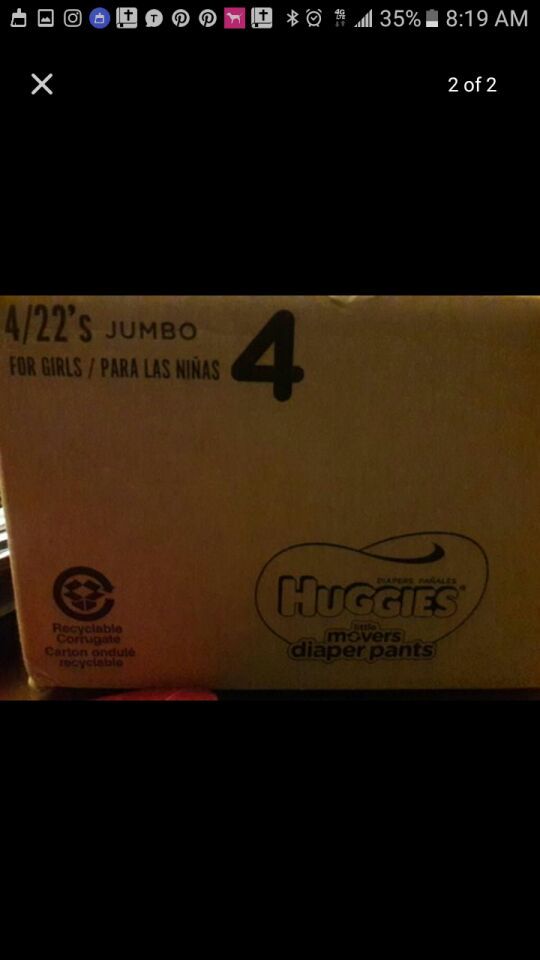 35% 8:19 AM
2 of 2
4/22's JUMBO 4
FOR GIRLS / PARA LAS NIÑAS
DIAPERS PAÑALES
HUGGIES®
little
movers
diaper pants
Recyclable
Corrugate
Carton ondulé
recyclable